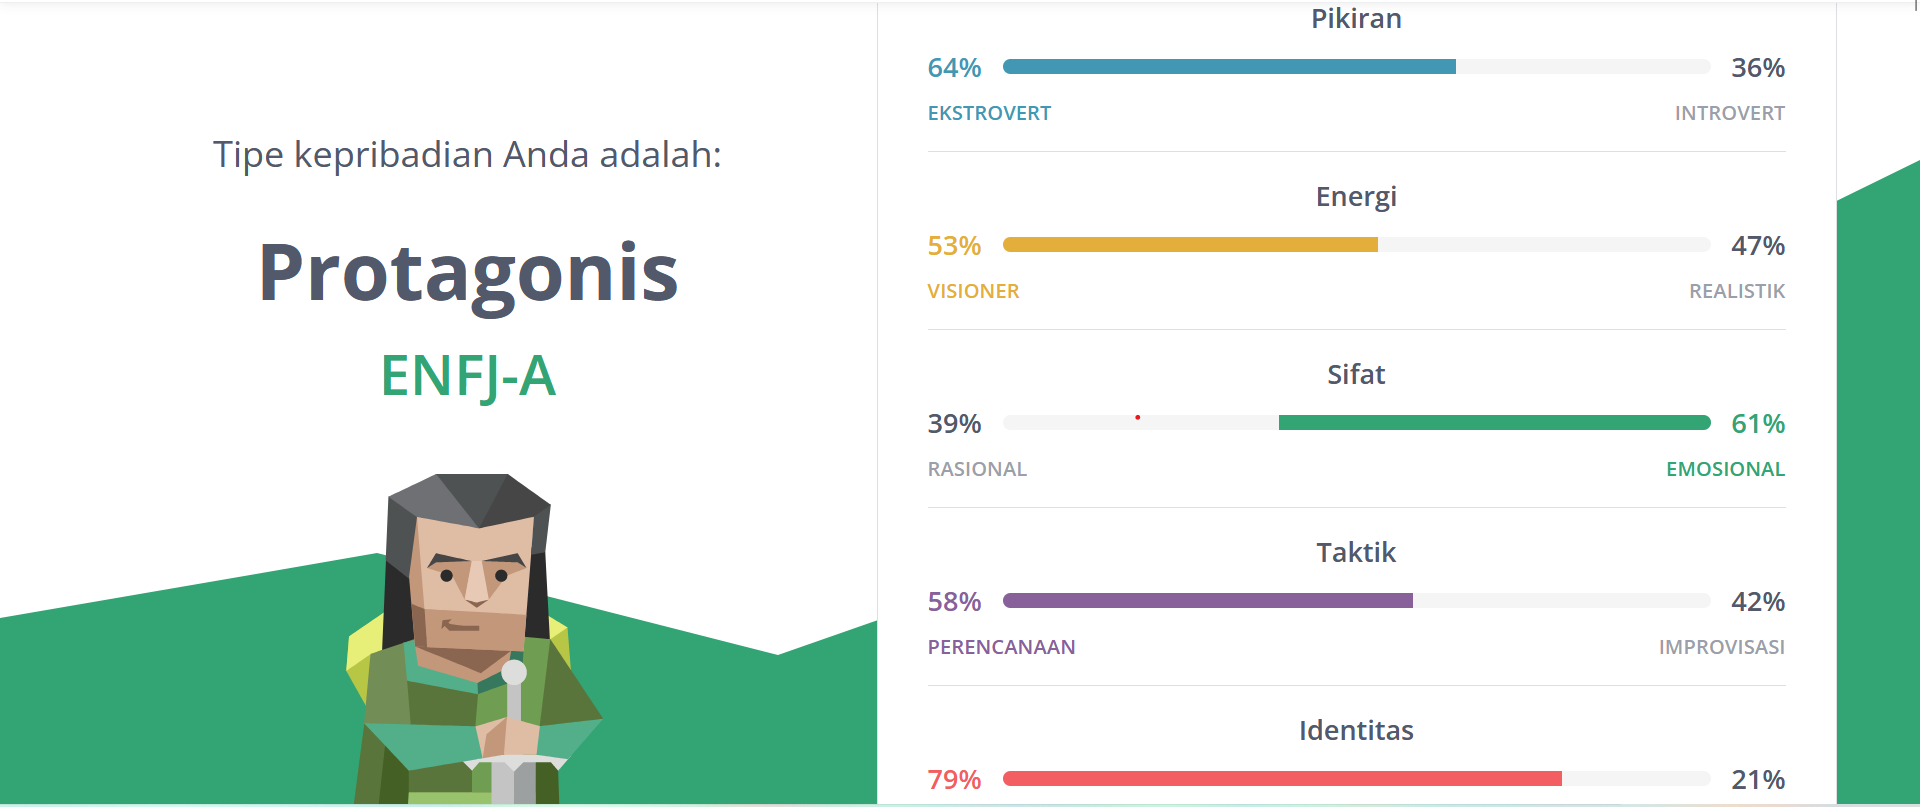 Tipe kepribadian Anda adalah:
Protagonis
ENFJ-A
Pikiran
64% 36%
EKSTROVERT INTROVERT
Energi
53% 47%
VISIONER REALISTIK
Sifat
39% 61%
RASIONAL EMOSIONAL
Taktik
58% 42%
PERENCANAAN IMPROVISASI
Identitas
79% 21%